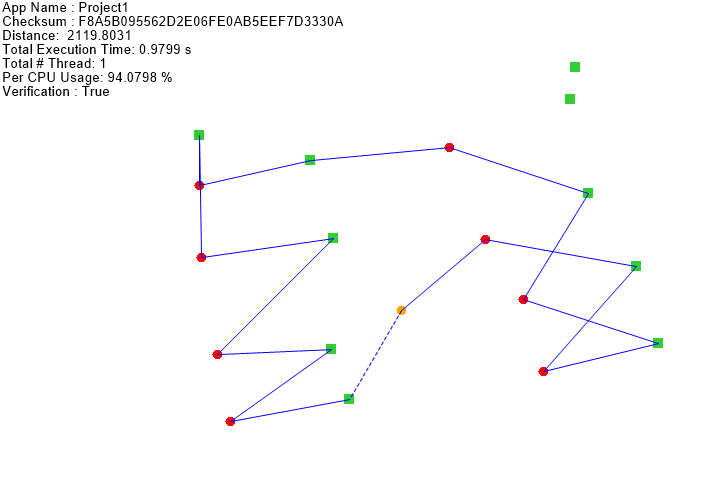 App Name : Project1
Checksum : F8A5B095562D2E06FE0AB5EEF7D3330A
Distance:  2119.8031
Total Execution Time: 0.9799 s
Total # Thread: 1
Per CPU Usage: 94.0798 %
Verification : True